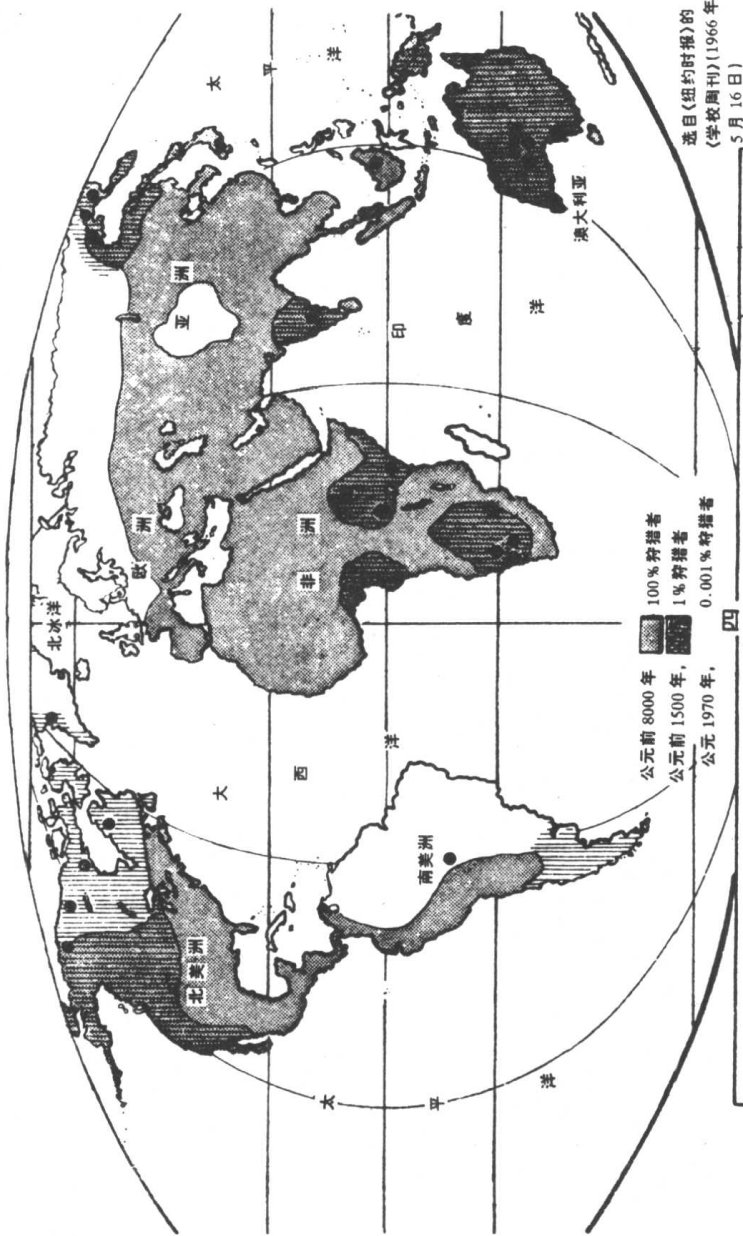 太平洋
北冰洋
欧洲
亚洲
北美洲
大西洋
非洲
印度洋
太平洋
南美洲
澳大利亚
公元前 8000 年 100%狩猎者
公元前 1500 年, 1%狩猎者
公元 1970 年, 0.001%狩猎者
选自《纽约时报》的
《学校周刊》(1966 年
5 月 16 日)
四